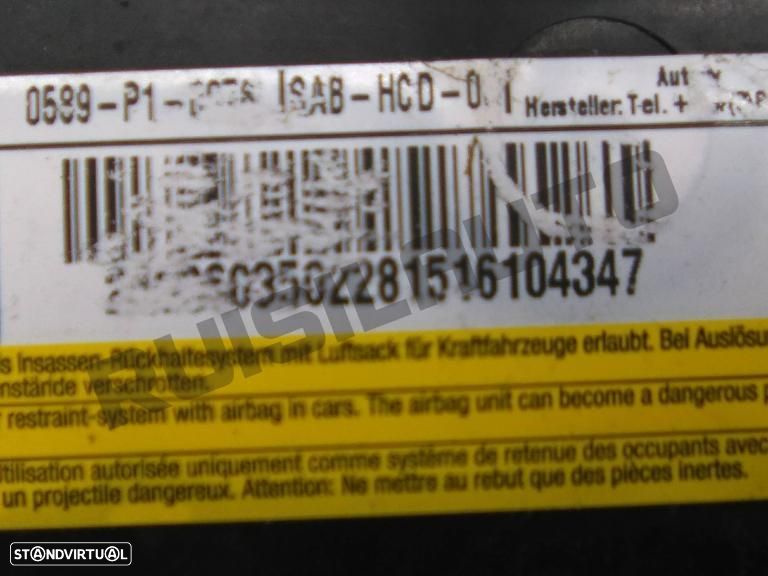 0589-P1- SAB-HCD-0
Hersteller. Tel. +
03502281516104347
Insassen-Rückhaltesystem mit Luftsack für Kraftfahrzeuge erlaubt. Bei Auslösu
nstände verschrotten.
r restraint-system with airbag in cars. The airbag unit can become a dangerous p
Utilisation autorisée uniquement comme système de retenue des occupants avec
un projectile dangereux. Attention: Ne mettre au rebut que des pièces inertes.
RUISILAUTO
STANDVIRTUAL